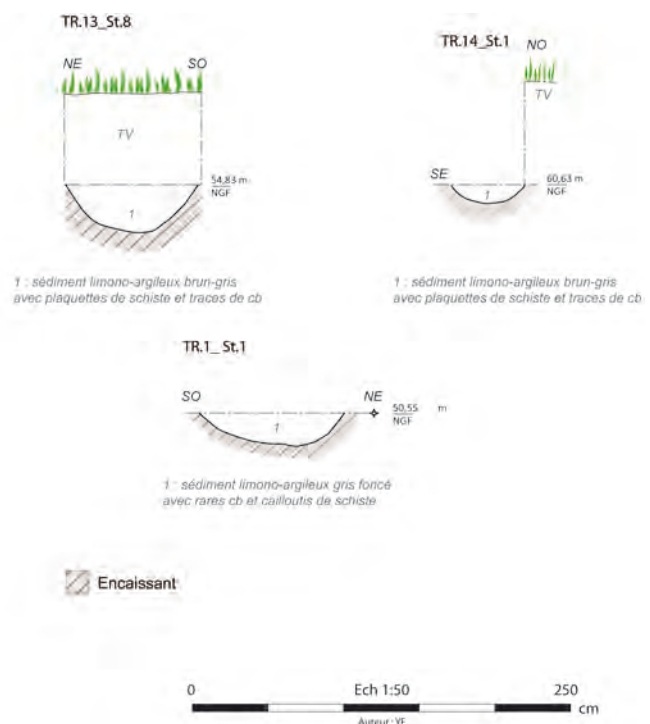 TR.13_St.8
NE SO
TV
54,83 m
NGF
1
1 : sédiment limono-argileux brun-gris
avec plaquettes de schiste et traces de cb
TR.14_St.1
NO
TV
SE
60,63 m
NGF
1
1 : sédiment limono-argileux brun-gris
avec plaquettes de schiste et traces de cb
TR.1_ St.1
SO NE
50,55 m
NGF
1
1 : sédiment limono-argileux gris foncé
avec rares cb et cailloutis de schiste
Encaissant
0 Ech 1:50 250
cm
Auteur : YF